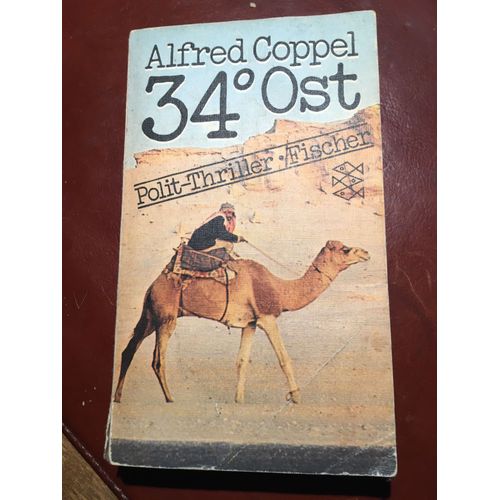 Alfred Coppel
34° Ost
Polit-Thriller · Fischer